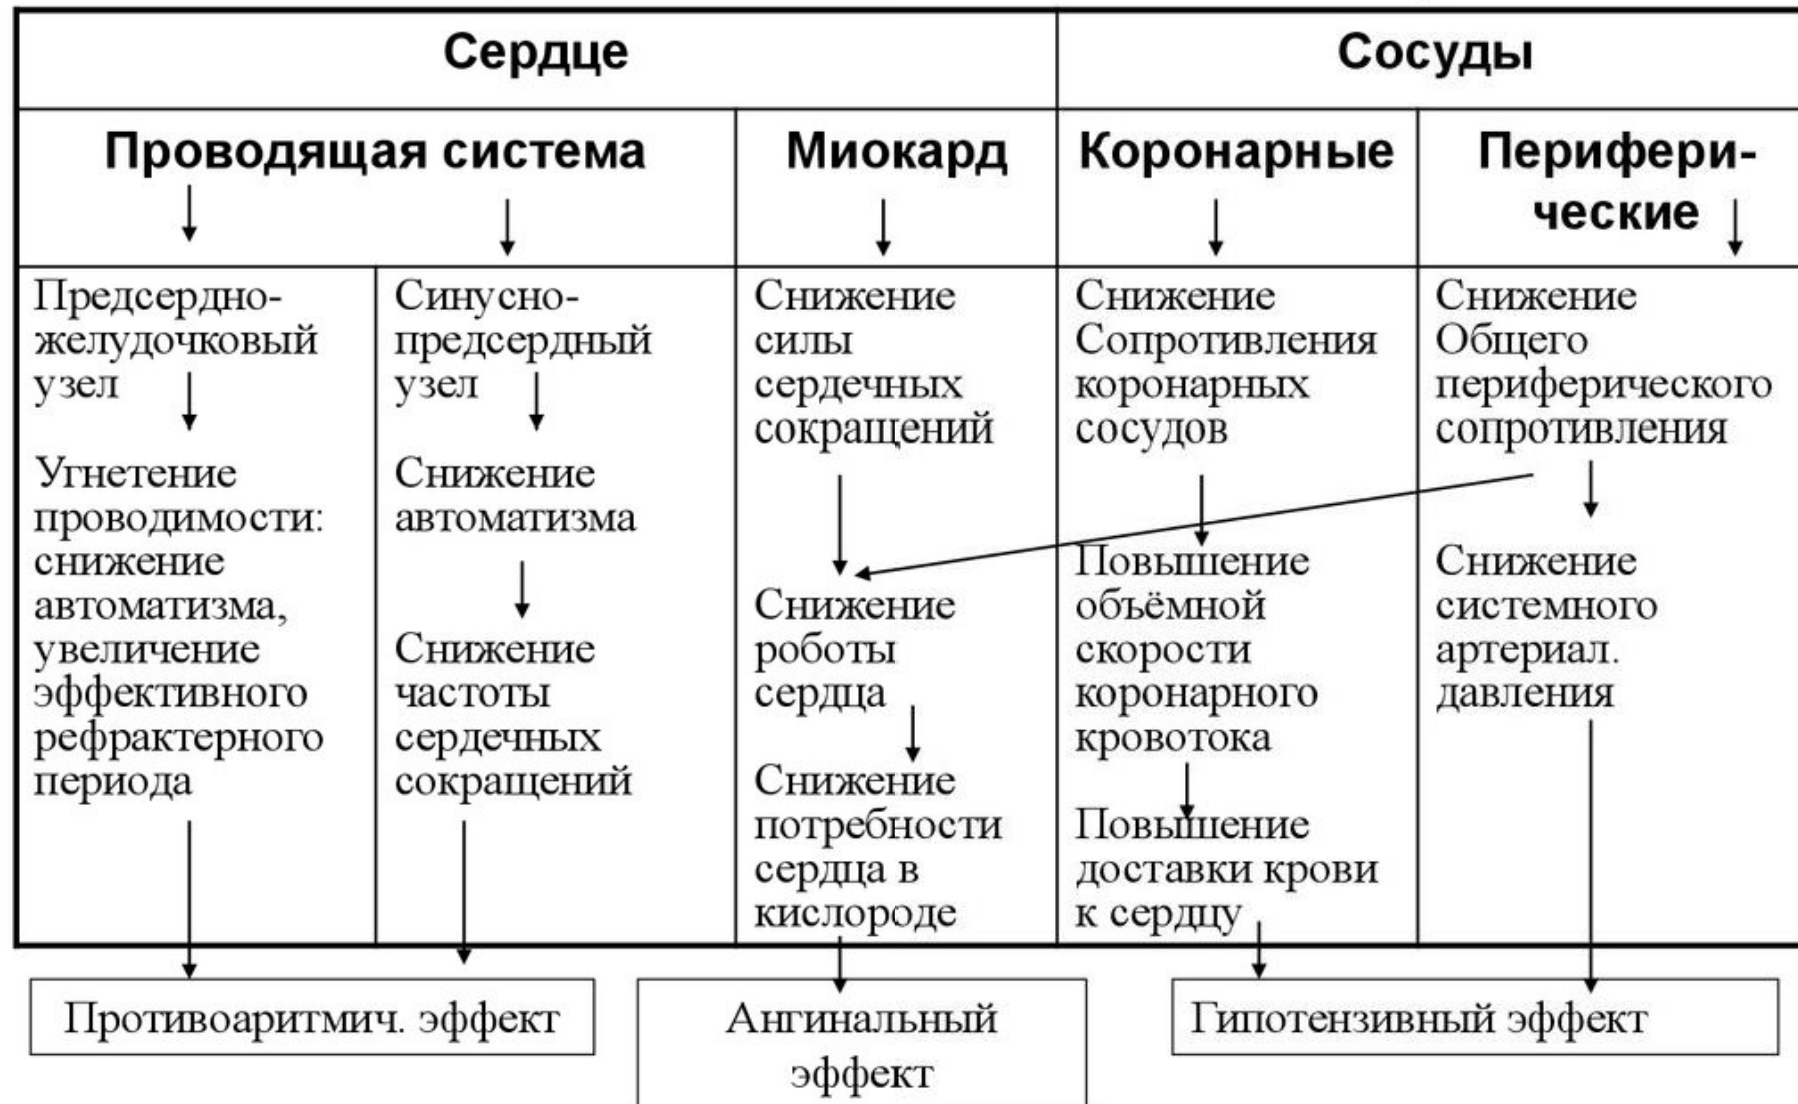 Сердце
Сосуды
Проводящая система
Миокард
Коронарные
Перифери-
ческие
Предсердно-
желудочковый
узел
Угнетение
проводимости:
снижение
автоматизма,
увеличение
эффективного
рефрактерного
периода
Синусно-
предсердный
узел
Снижение
автоматизма
Снижение
частоты
сердечных
сокращений
Снижение
силы
сердечных
сокращений
Снижение
роботы
сердца
Снижение
потребности
сердца в
кислороде
Снижение
Сопротивления
коронарных
сосудов
Повышение
объёмной
скорости
коронарного
кровотока
Повышение
доставки крови
к сердцу
Снижение
Общего
периферического
сопротивления
Снижение
системного
артериал.
давления
Противоаритмич. эффект
Ангинальный
эффект
Гипотензивный эффект